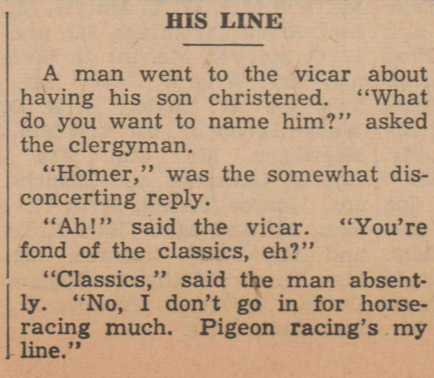 HIS LINE
A man went to the vicar about
having his son christened. "What
do you want to name him?" asked
the clergyman.
"Homer," was the somewhat dis-
concerting reply.
"Ah!" said the vicar. "You're
fond of the classics, eh?"
"Classics," said the man absent-
ly. "No, I don't go in for horse-
racing much. Pigeon racing's my
line."